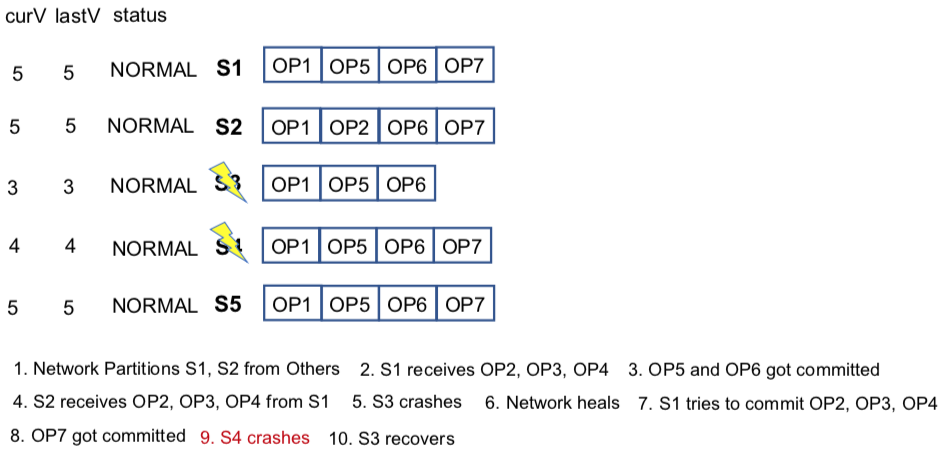 curV lastV status
5 5 NORMAL S1 OP1 OP5 OP6 OP7
5 5 NORMAL S2 OP1 OP2 OP6 OP7
3 3 NORMAL S3 OP1 OP5 OP6
4 4 NORMAL S4 OP1 OP5 OP6 OP7
5 5 NORMAL S5 OP1 OP5 OP6 OP7
1. Network Partitions S1, S2 from Others 2. S1 receives OP2, OP3, OP4 3. OP5 and OP6 got committed
4. S2 receives OP2, OP3, OP4 from S1 5. S3 crashes 6. Network heals 7. S1 tries to commit OP2, OP3, OP4
8. OP7 got committed 9. S4 crashes 10. S3 recovers